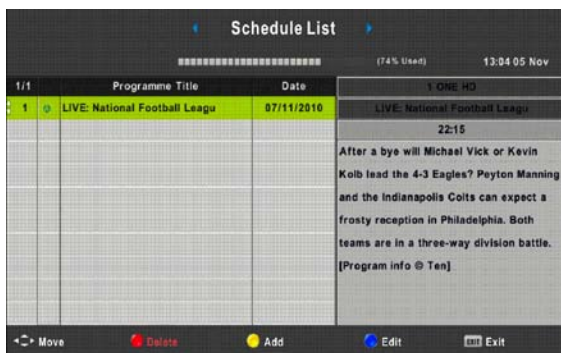 Schedule List
(74% Used) 13:04 05 Nov
1/1 Programme Title Date
1 LIVE: National Football Leagu 07/11/2010
1 ONE HD
LIVE: National Football Leagu
22:15
After a bye will Michael Vick or Kevin
Kolb lead the 4-3 Eagles? Peyton Manning
and the Indianapolis Colts can expect a
frosty reception in Philadelphia. Both
teams are in a three-way division battle.
[Program info © Ten]
Move Delete Add Edit EXIT Exit